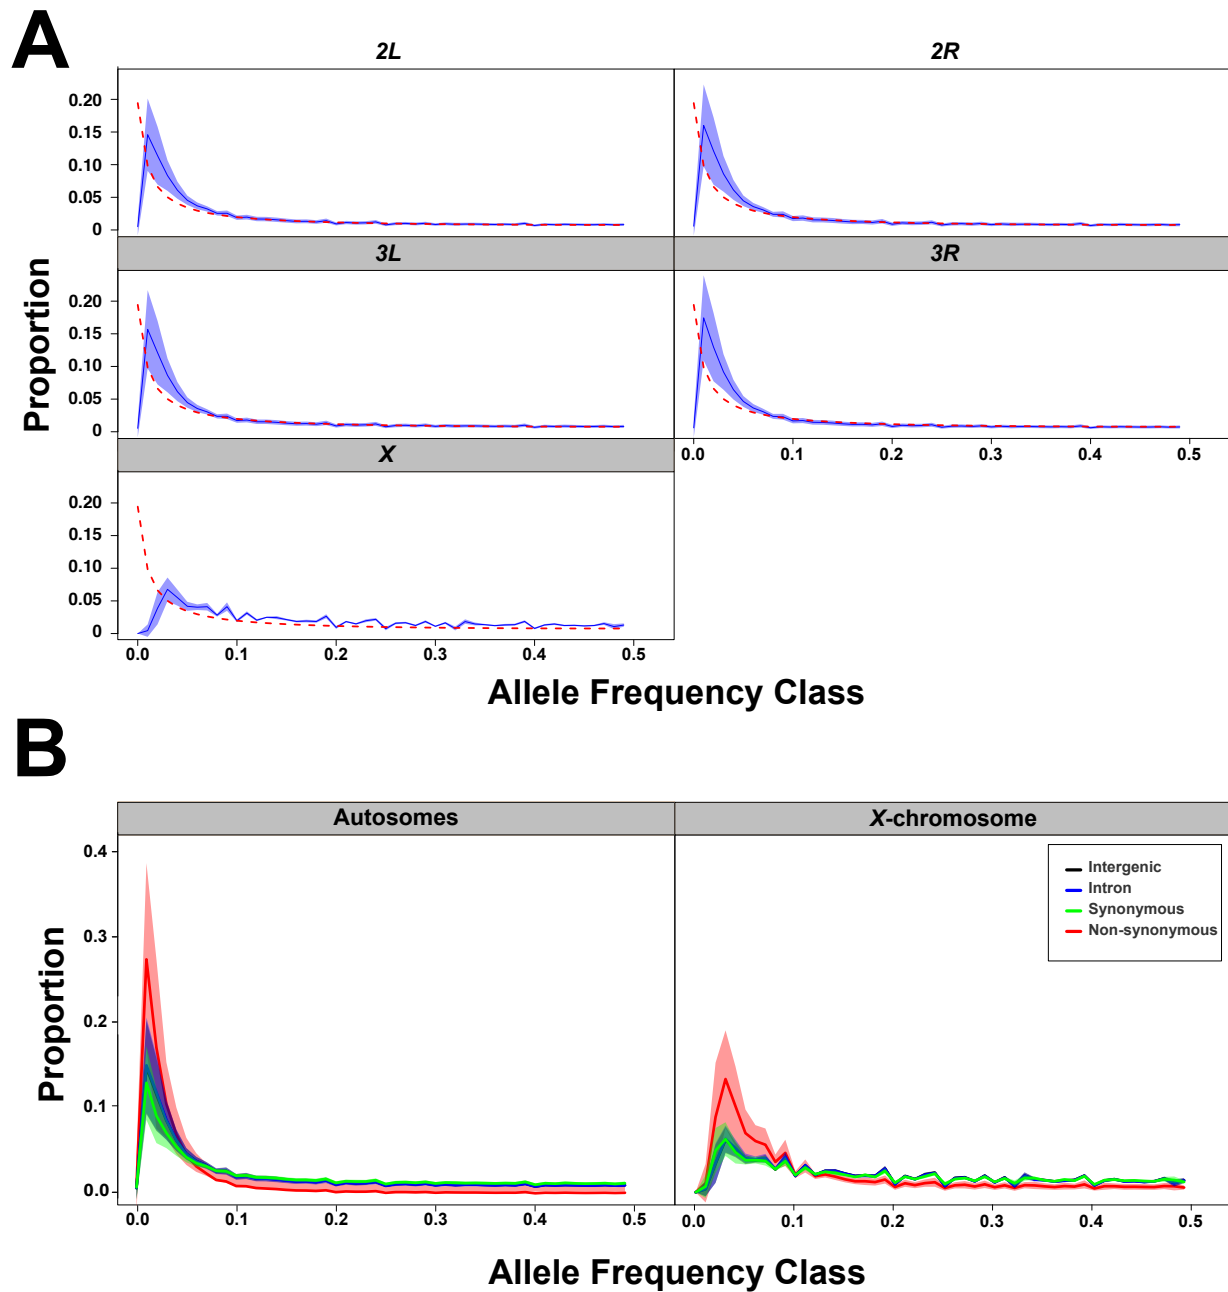 A
2L 2R
0.20
0.15
0.10
0.05
0
3L 3R
0.20
0.15
0.10
0.05
0
0.0 0.1 0.2 0.3 0.4 0.5
X
0.20
0.15
0.10
0.05
0
0.0 0.1 0.2 0.3 0.4 0.5
Proportion
Allele Frequency Class
B
Autosomes X-chromosome
0.4
0.3
0.2
0.1
0.0
Intergenic
Intron
Synonymous
Non-synonymous
0.0 0.1 0.2 0.3 0.4 0.5 0.0 0.1 0.2 0.3 0.4 0.5
Proportion
Allele Frequency Class